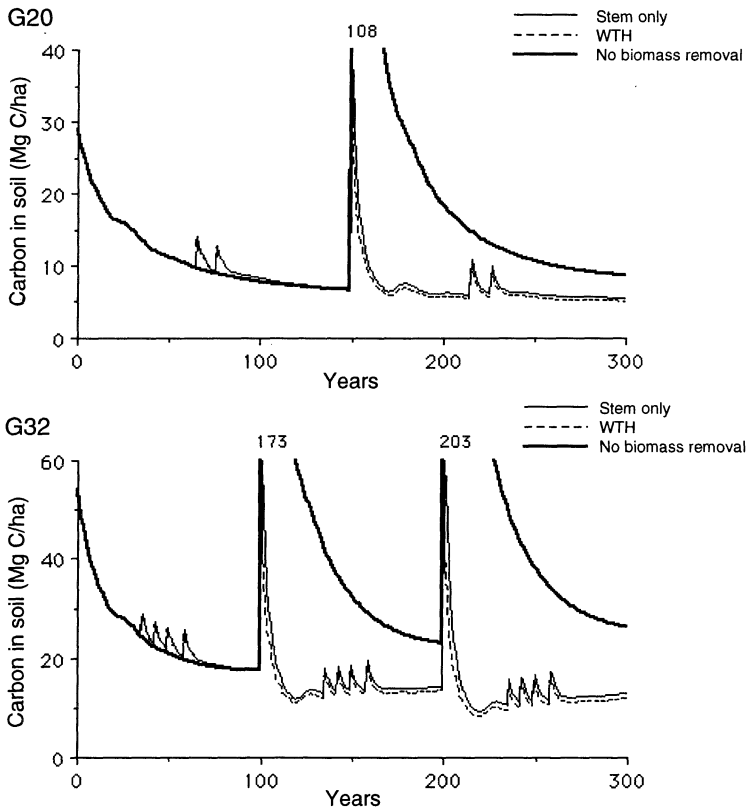 G20
Stem only
WTH
No biomass removal
108
40
30
20
10
0
Carbon in soil (Mg C/ha)
0 100 200 300
Years
G32
Stem only
WTH
No biomass removal
173 203
60
40
20
0
Carbon in soil (Mg C/ha)
0 100 200 300
Years